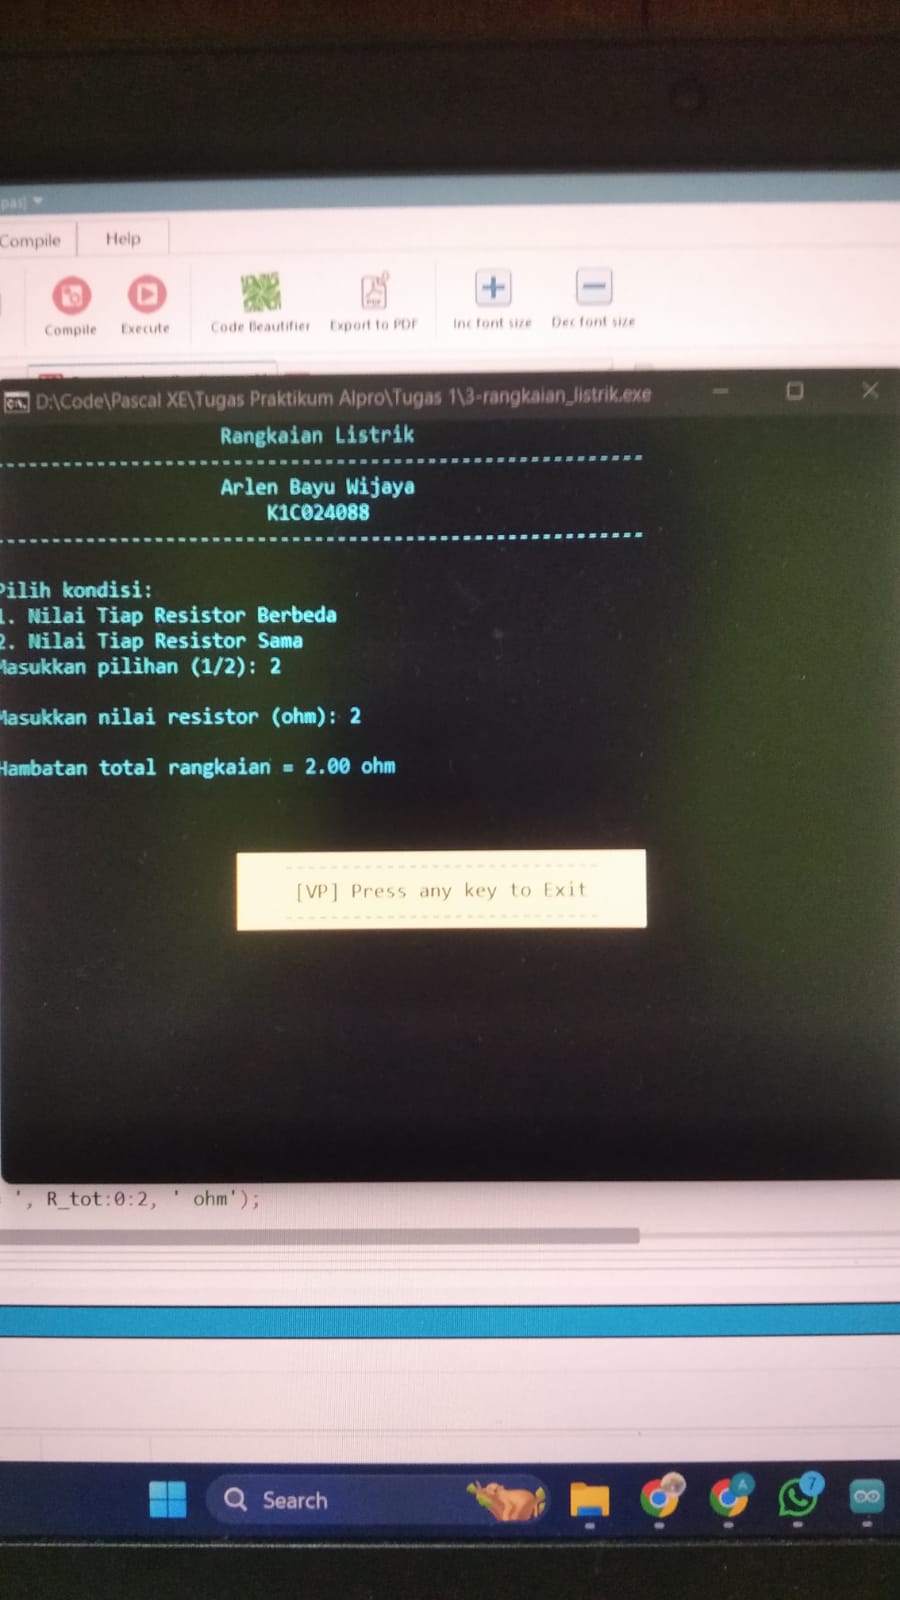 pas]
Compile Help
Compile Execute Code Beautifier Export to PDF Inc font size Dec font size
D:\Code\Pascal XE\Tugas Praktikum Alpro\Tugas 1\3-rangkaian_listrik.exe
Rangkaian Listrik
------------------------------------------------------------
Arlen Bayu Wijaya
K1C024088
------------------------------------------------------------
Pilih kondisi:
1. Nilai Tiap Resistor Berbeda
2. Nilai Tiap Resistor Sama
Masukkan pilihan (1/2): 2
Masukkan nilai resistor (ohm): 2
Hambatan total rangkaian = 2.00 ohm
[VP] Press any key to Exit
', R_tot:0:2, ' ohm');
Search
A
7